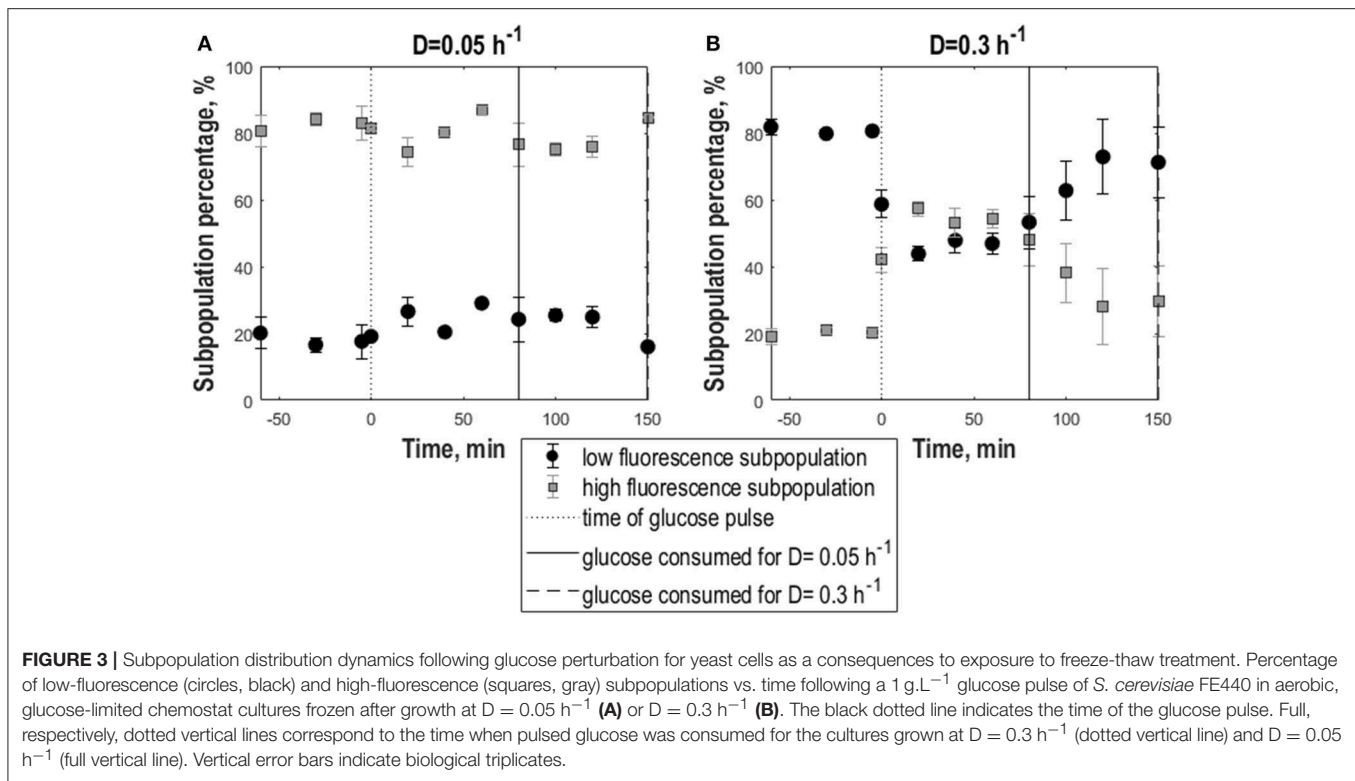 A
D=0.05 h-1
B
D=0.3 h-1
Subpopulation percentage, %
100
80
60
40
20
0
-50
0
50
100
150
Time, min
Subpopulation percentage, %
100
80
60
40
20
0
-50
0
50
100
150
Time, min
low fluorescence subpopulation
high fluorescence subpopulation
time of glucose pulse
glucose consumed for D= 0.05 h-1
glucose consumed for D= 0.3 h-1
FIGURE 3 | Subpopulation distribution dynamics following glucose perturbation for yeast cells as a consequences to exposure to freeze-thaw treatment. Percentage
of low-fluorescence (circles, black) and high-fluorescence (squares, gray) subpopulations vs. time following a 1 g.L−1 glucose pulse of S. cerevisiae FE440 in aerobic,
glucose-limited chemostat cultures frozen after growth at D = 0.05 h−1 (A) or D = 0.3 h−1 (B). The black dotted line indicates the time of the glucose pulse. Full,
respectively, dotted vertical lines correspond to the time when pulsed glucose was consumed for the cultures grown at D = 0.3 h−1 (dotted vertical line) and D = 0.05
h−1 (full vertical line). Vertical error bars indicate biological triplicates.